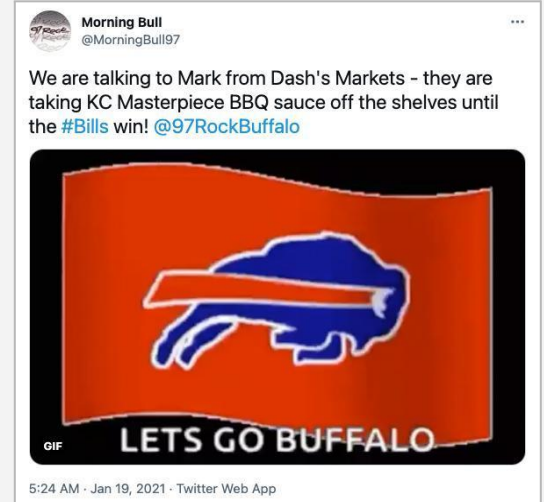 Morning Bull
@MorningBull97
We are talking to Mark from Dash's Markets - they are
taking KC Masterpiece BBQ sauce off the shelves until
the #Bills win! @97RockBuffalo
GIF
LETS GO BUFFALO
5:24 AM · Jan 19, 2021 · Twitter Web App